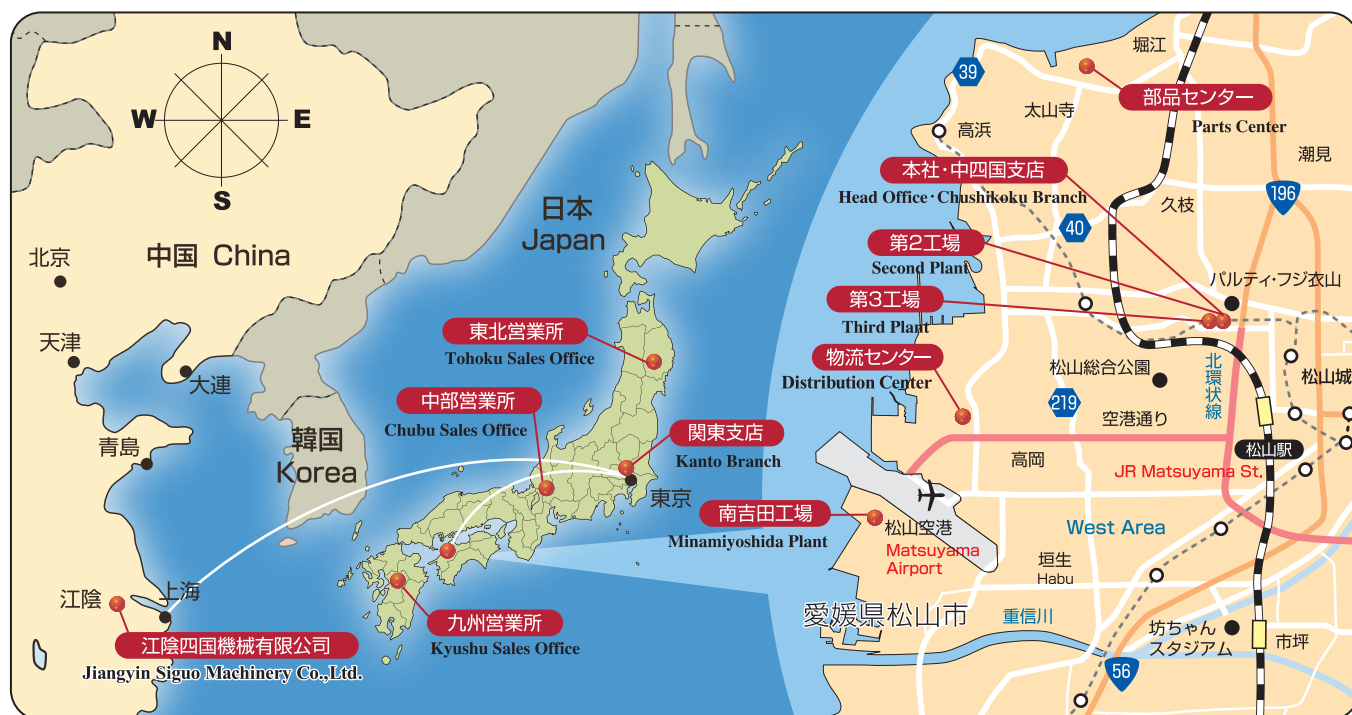 N
W
E
S
中国 China
北京
天津
大連
青島
韓国
Korea
江陰
上海
江陰四国機械有限公司
Jiangyin Siguo Machinery Co.,Ltd.
日本
Japan
東北営業所
Tohoku Sales Office
中部営業所
Chubu Sales Office
関東支店
Kanto Branch
東京
九州営業所
Kyushu Sales Office
堀江
39
部品センター
Parts Center
太山寺
高浜
潮見
本社・中四国支店
Head Office・Chushikoku Branch
196
久枝
40
第2工場
Second Plant
パルティ・フジ衣山
第3工場
Third Plant
物流センター
Distribution Center
松山総合公園
北環状線
松山城
219
空港通り
松山駅
高岡
JR Matsuyama St.
南吉田工場
Minamiyoshida Plant
松山空港
Matsuyama
Airport
West Area
垣生
Habu
愛媛県松山市
重信川
坊ちゃん
スタジアム
市坪
56